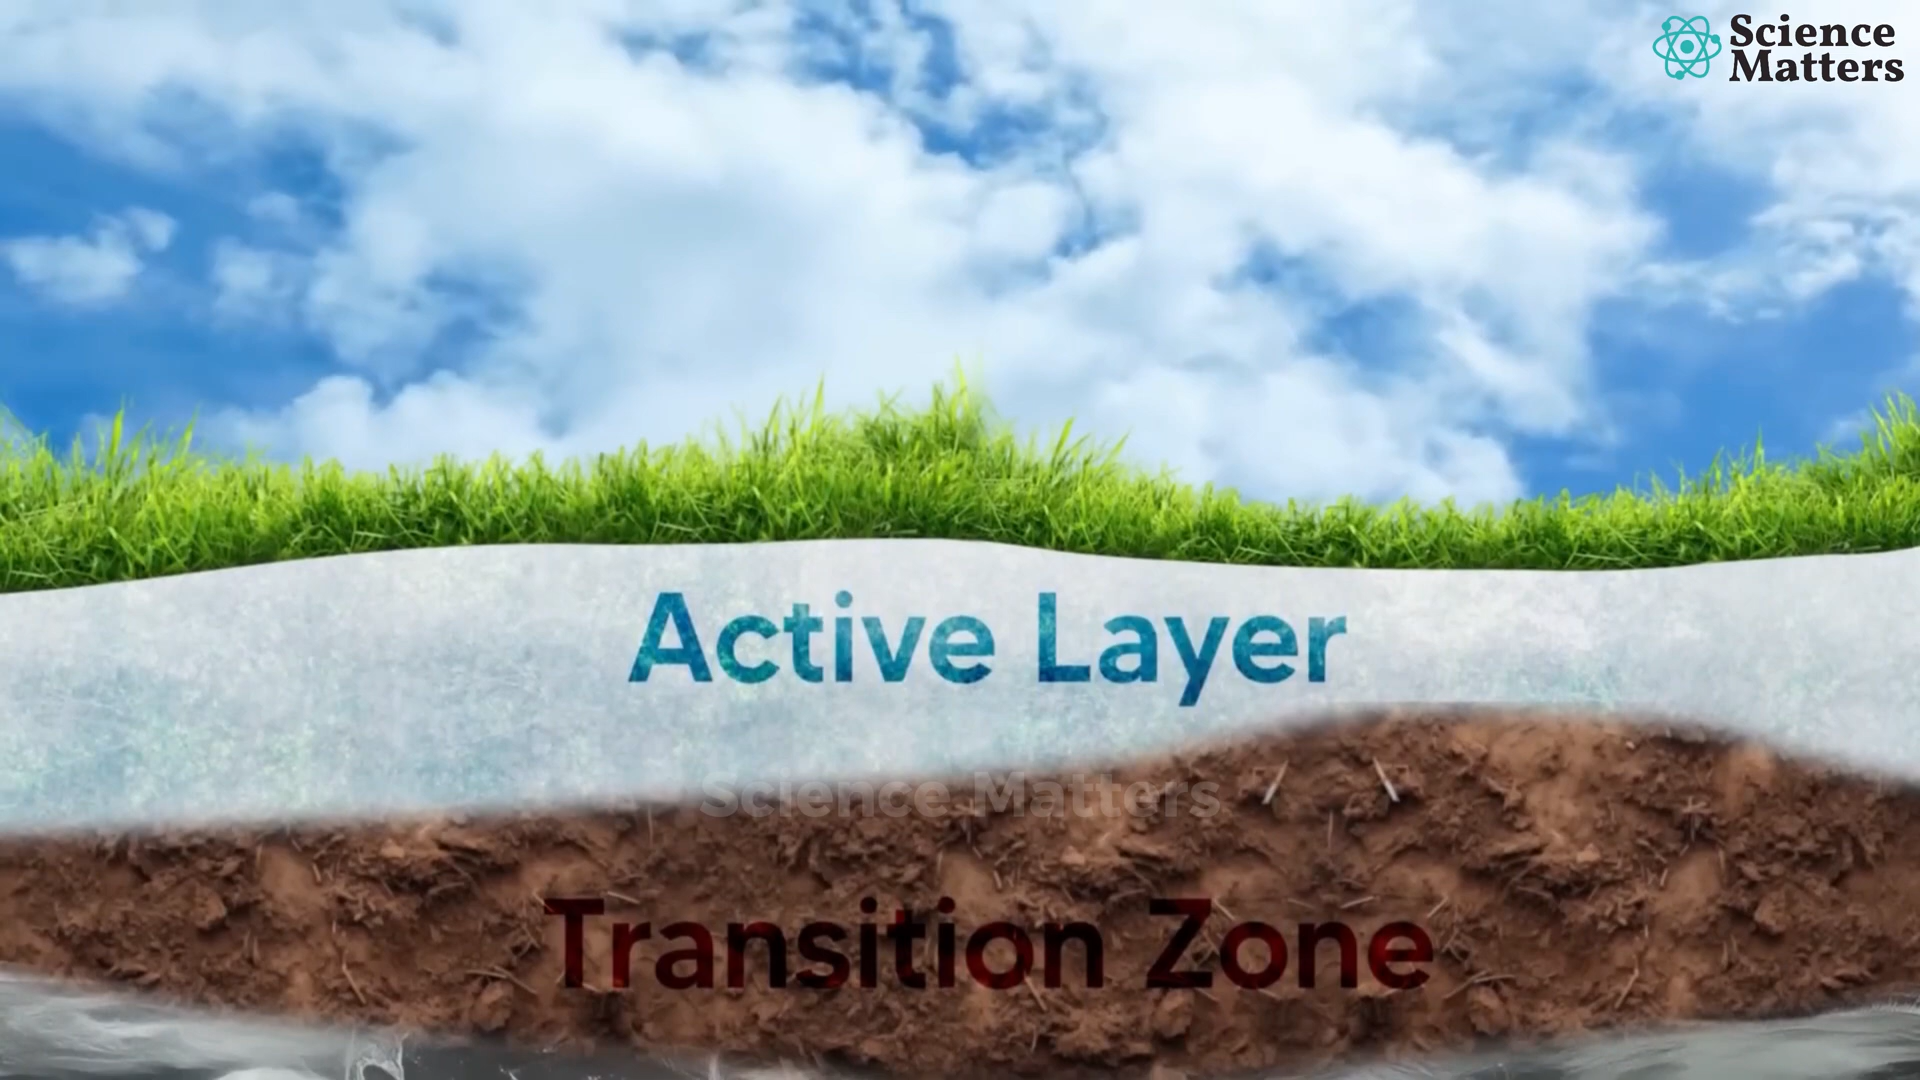 Science
Matters
Active Layer
Science Matters
Transition Zone